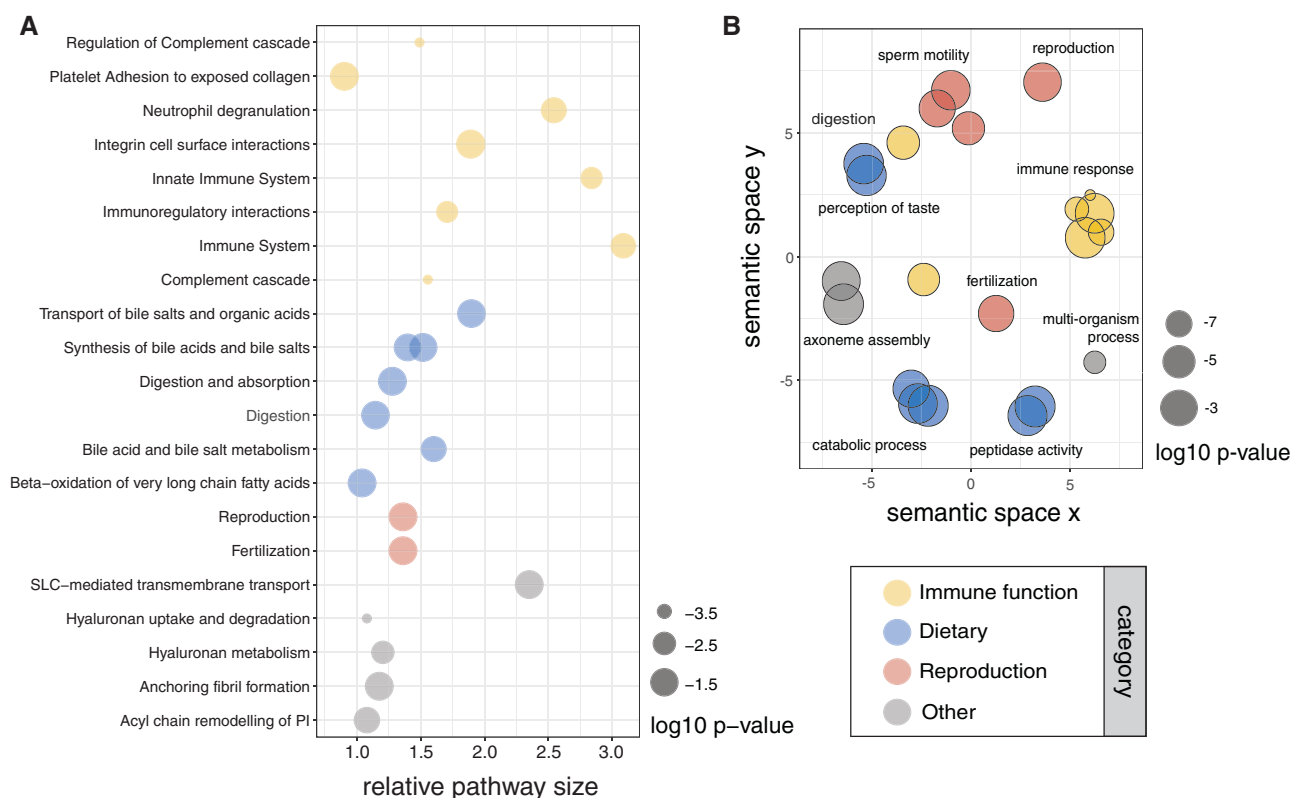 A
Regulation of Complement cascade
Platelet Adhesion to exposed collagen
Neutrophil degranulation
Integrin cell surface interactions
Innate Immune System
Immunoregulatory interactions
Immune System
Complement cascade
Transport of bile salts and organic acids
Synthesis of bile acids and bile salts
Digestion and absorption
Digestion
Bile acid and bile salt metabolism
Beta−oxidation of very long chain fatty acids
Reproduction
Fertilization
SLC−mediated transmembrane transport
Hyaluronan uptake and degradation
Hyaluronan metabolism
Anchoring fibril formation
Acyl chain remodelling of PI
1.0 1.5 2.0 2.5 3.0
relative pathway size
−3.5
−2.5
−1.5
log10 p−value
B
sperm motility
reproduction
digestion
immune response
perception of taste
fertilization
multi-organism
process
axoneme assembly
catabolic process
peptidase activity
5
0
-5
semantic space y
-5 0 5
semantic space x
-7
-5
-3
log10 p-value
Immune function
Dietary
Reproduction
Other
category